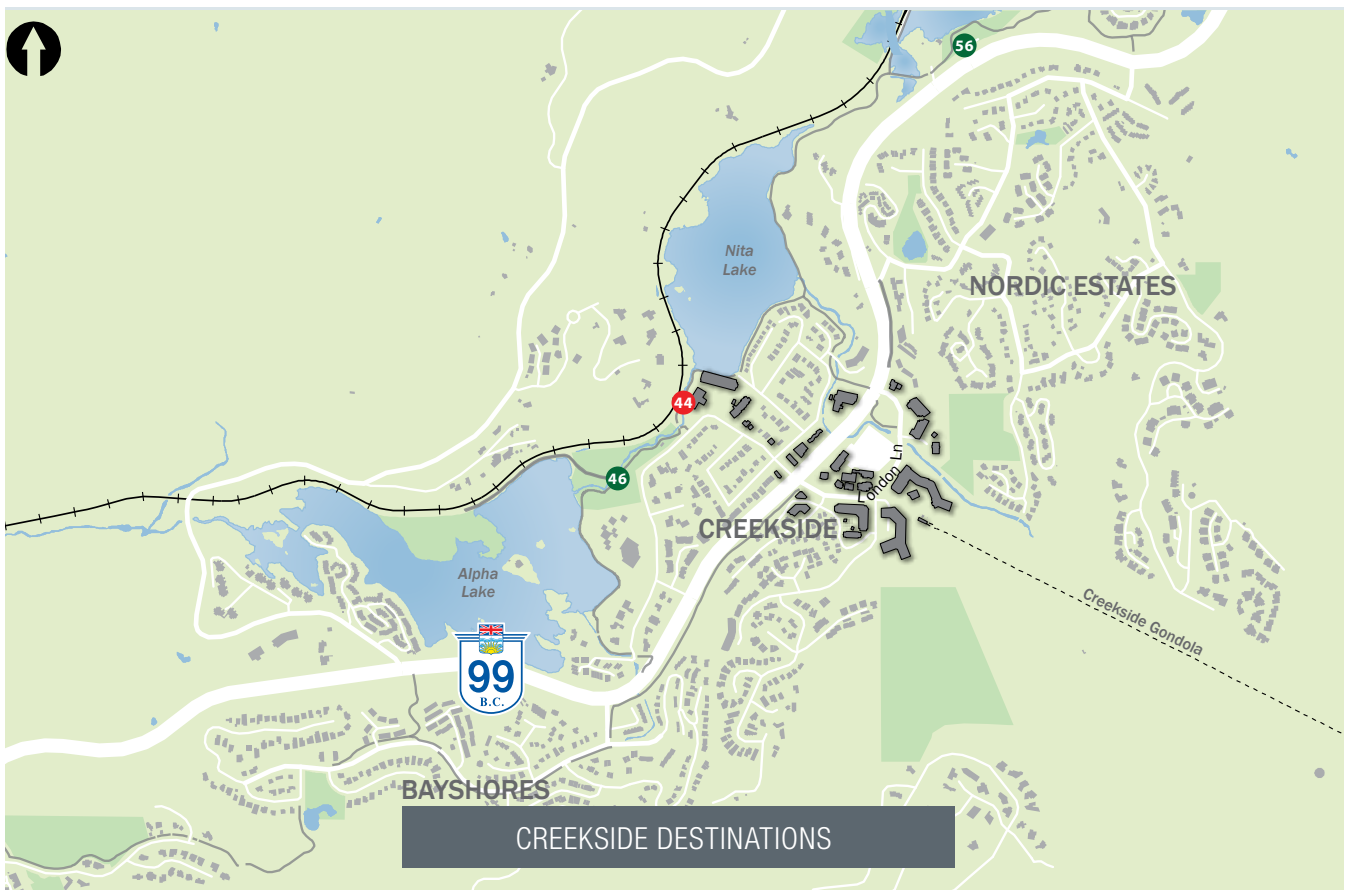 56
Nita
Lake
NORDIC ESTATES
44
London Ln
46
CREEKSIDE
Alpha
Lake
Creekside Gondola
99
B.C.
BAYSHORES
CREEKSIDE DESTINATIONS